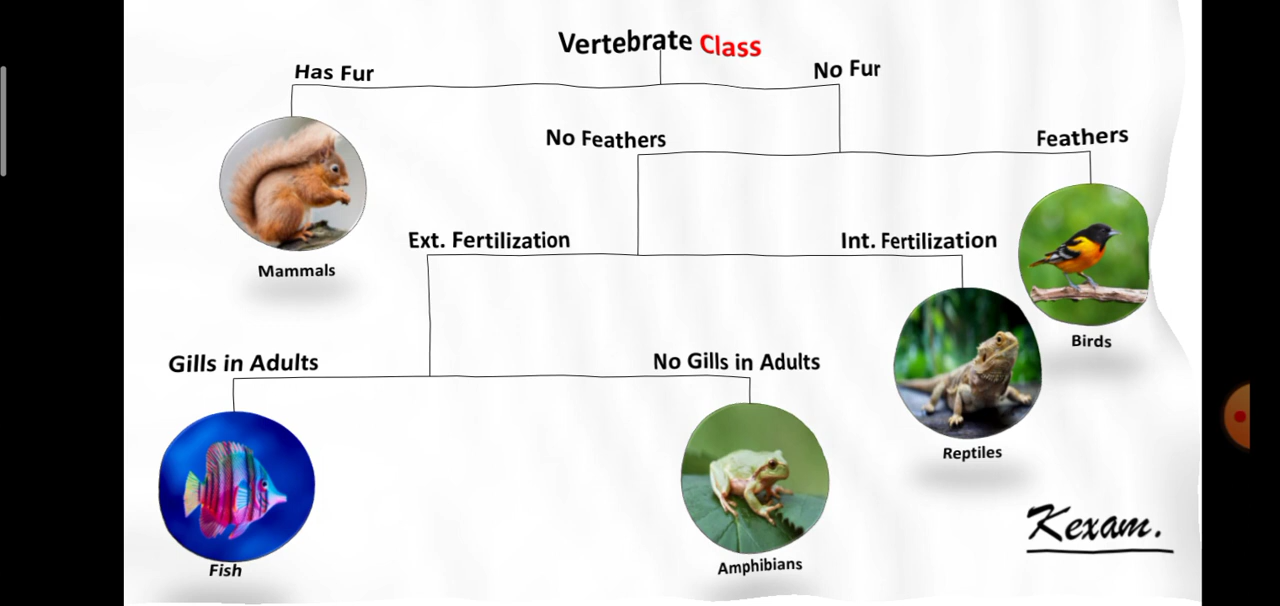 Vertebrate Class
Has Fur
No Fur
No Feathers
Feathers
Mammals
Ext. Fertilization
Int. Fertilization
Birds
Gills in Adults
No Gills in Adults
Reptiles
Kexam.
Fish
Amphibians